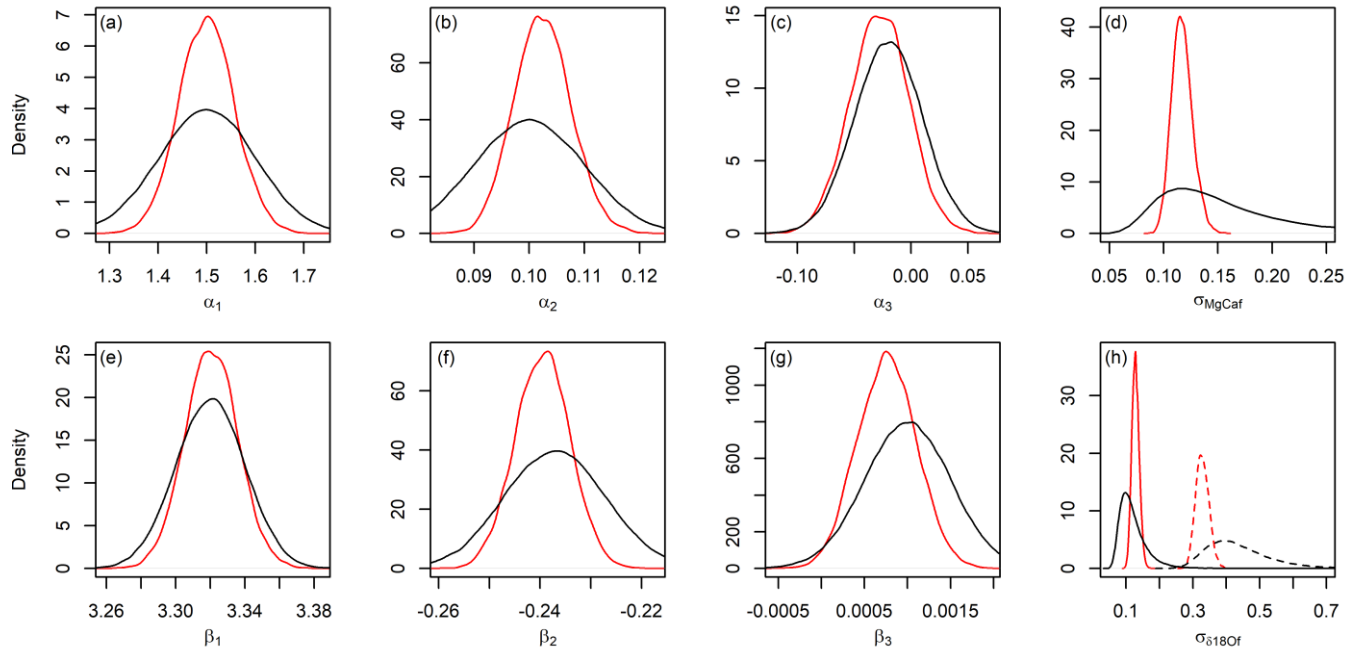 (a) (b) (c) (d)
Density
0 1 2 3 4 5 6 7
1.3 1.4 1.5 1.6 1.7
α1
0 20 40 60
0.09 0.10 0.11 0.12
α2
0 5 10 15
-0.10 0.00 0.05
α3
0 10 20 30 40
0.05 0.10 0.15 0.20 0.25
σMgCaf
(e) (f) (g) (h)
Density
0 5 10 15 20 25
3.26 3.30 3.34 3.38
β1
0 20 40 60
-0.26 -0.24 -0.22
β2
0 200 600 1000
-0.0005 0.0005 0.0015
β3
0 10 20 30
0.1 0.3 0.5 0.7
σδ18Of